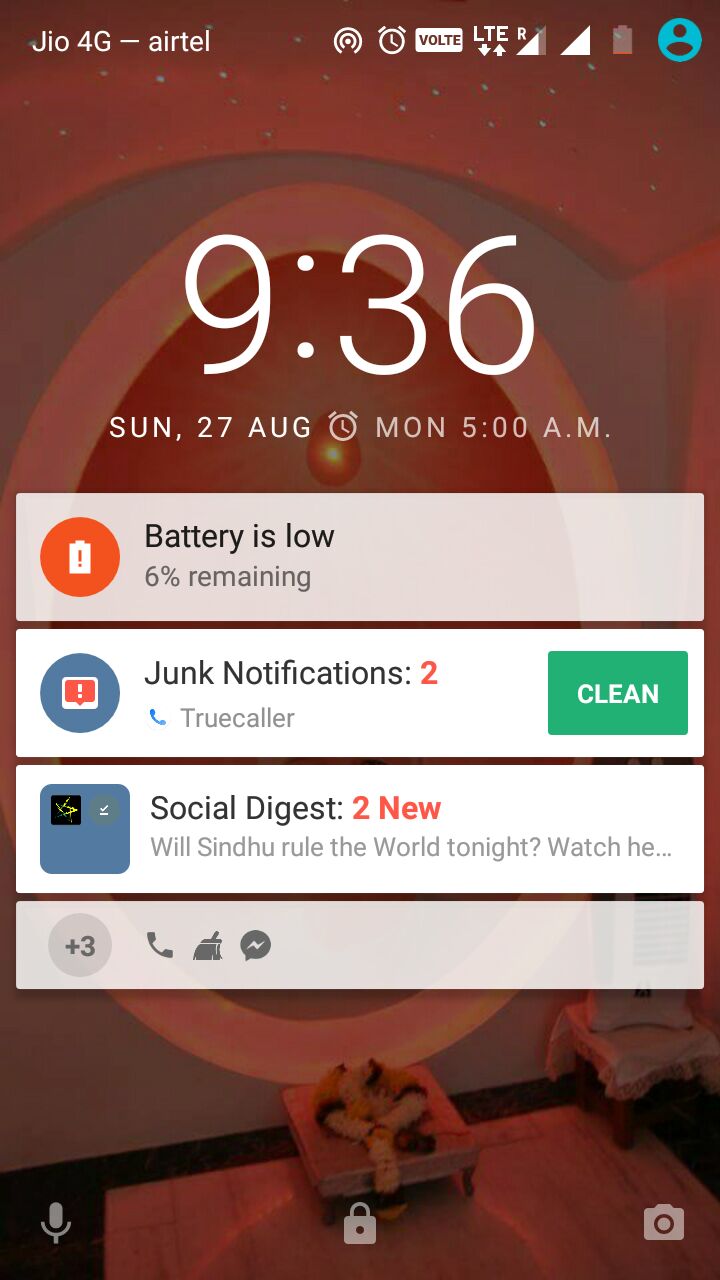 Jio 4G — airtel
VOLTE LTE R
9:36
SUN, 27 AUG MON 5:00 A.M.
Battery is low
6% remaining
Junk Notifications: 2
Truecaller
CLEAN
Social Digest: 2 New
Will Sindhu rule the World tonight? Watch he...
+3